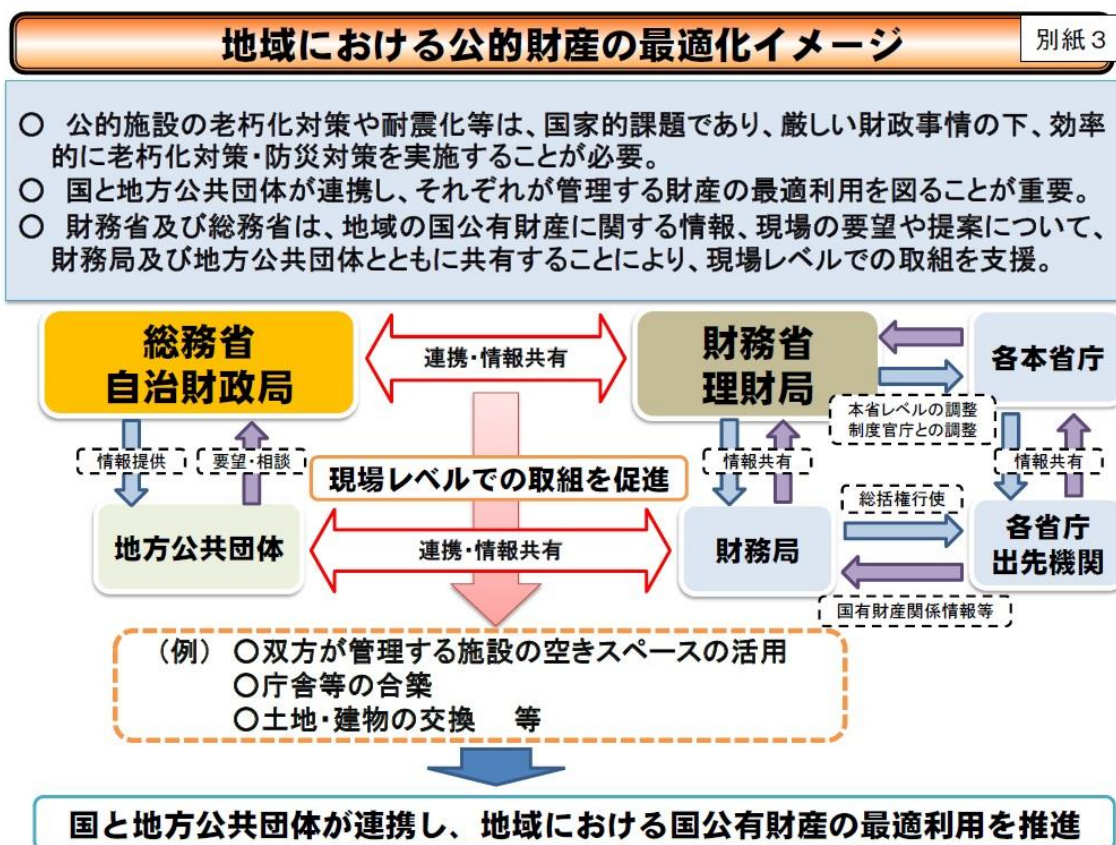 地域における公的財産の最適化イメージ
別紙３
○　公的施設の老朽化対策や耐震化等は、国家的課題であり、厳しい財政事情の下、効率
的に老朽化対策・防災対策を実施することが必要。
○　国と地方公共団体が連携し、それぞれが管理する財産の最適利用を図ることが重要。
○　財務省及び総務省は、地域の国公有財産に関する情報、現場の要望や提案について、
財務局及び地方公共団体とともに共有することにより、現場レベルでの取組を支援。
総務省
自治財政局
連携・情報共有
財務省
理財局
各本省庁
本省レベルの調整
制度官庁との調整
情報提供
要望・相談
情報共有
情報共有
現場レベルでの取組を促進
地方公共団体
連携・情報共有
財務局
総括権行使
各省庁
出先機関
国有財産関係情報等
（例）　○双方が管理する施設の空きスペースの活用
○庁舎等の合築
○土地・建物の交換　等
国と地方公共団体が連携し、地域における国公有財産の最適利用を推進